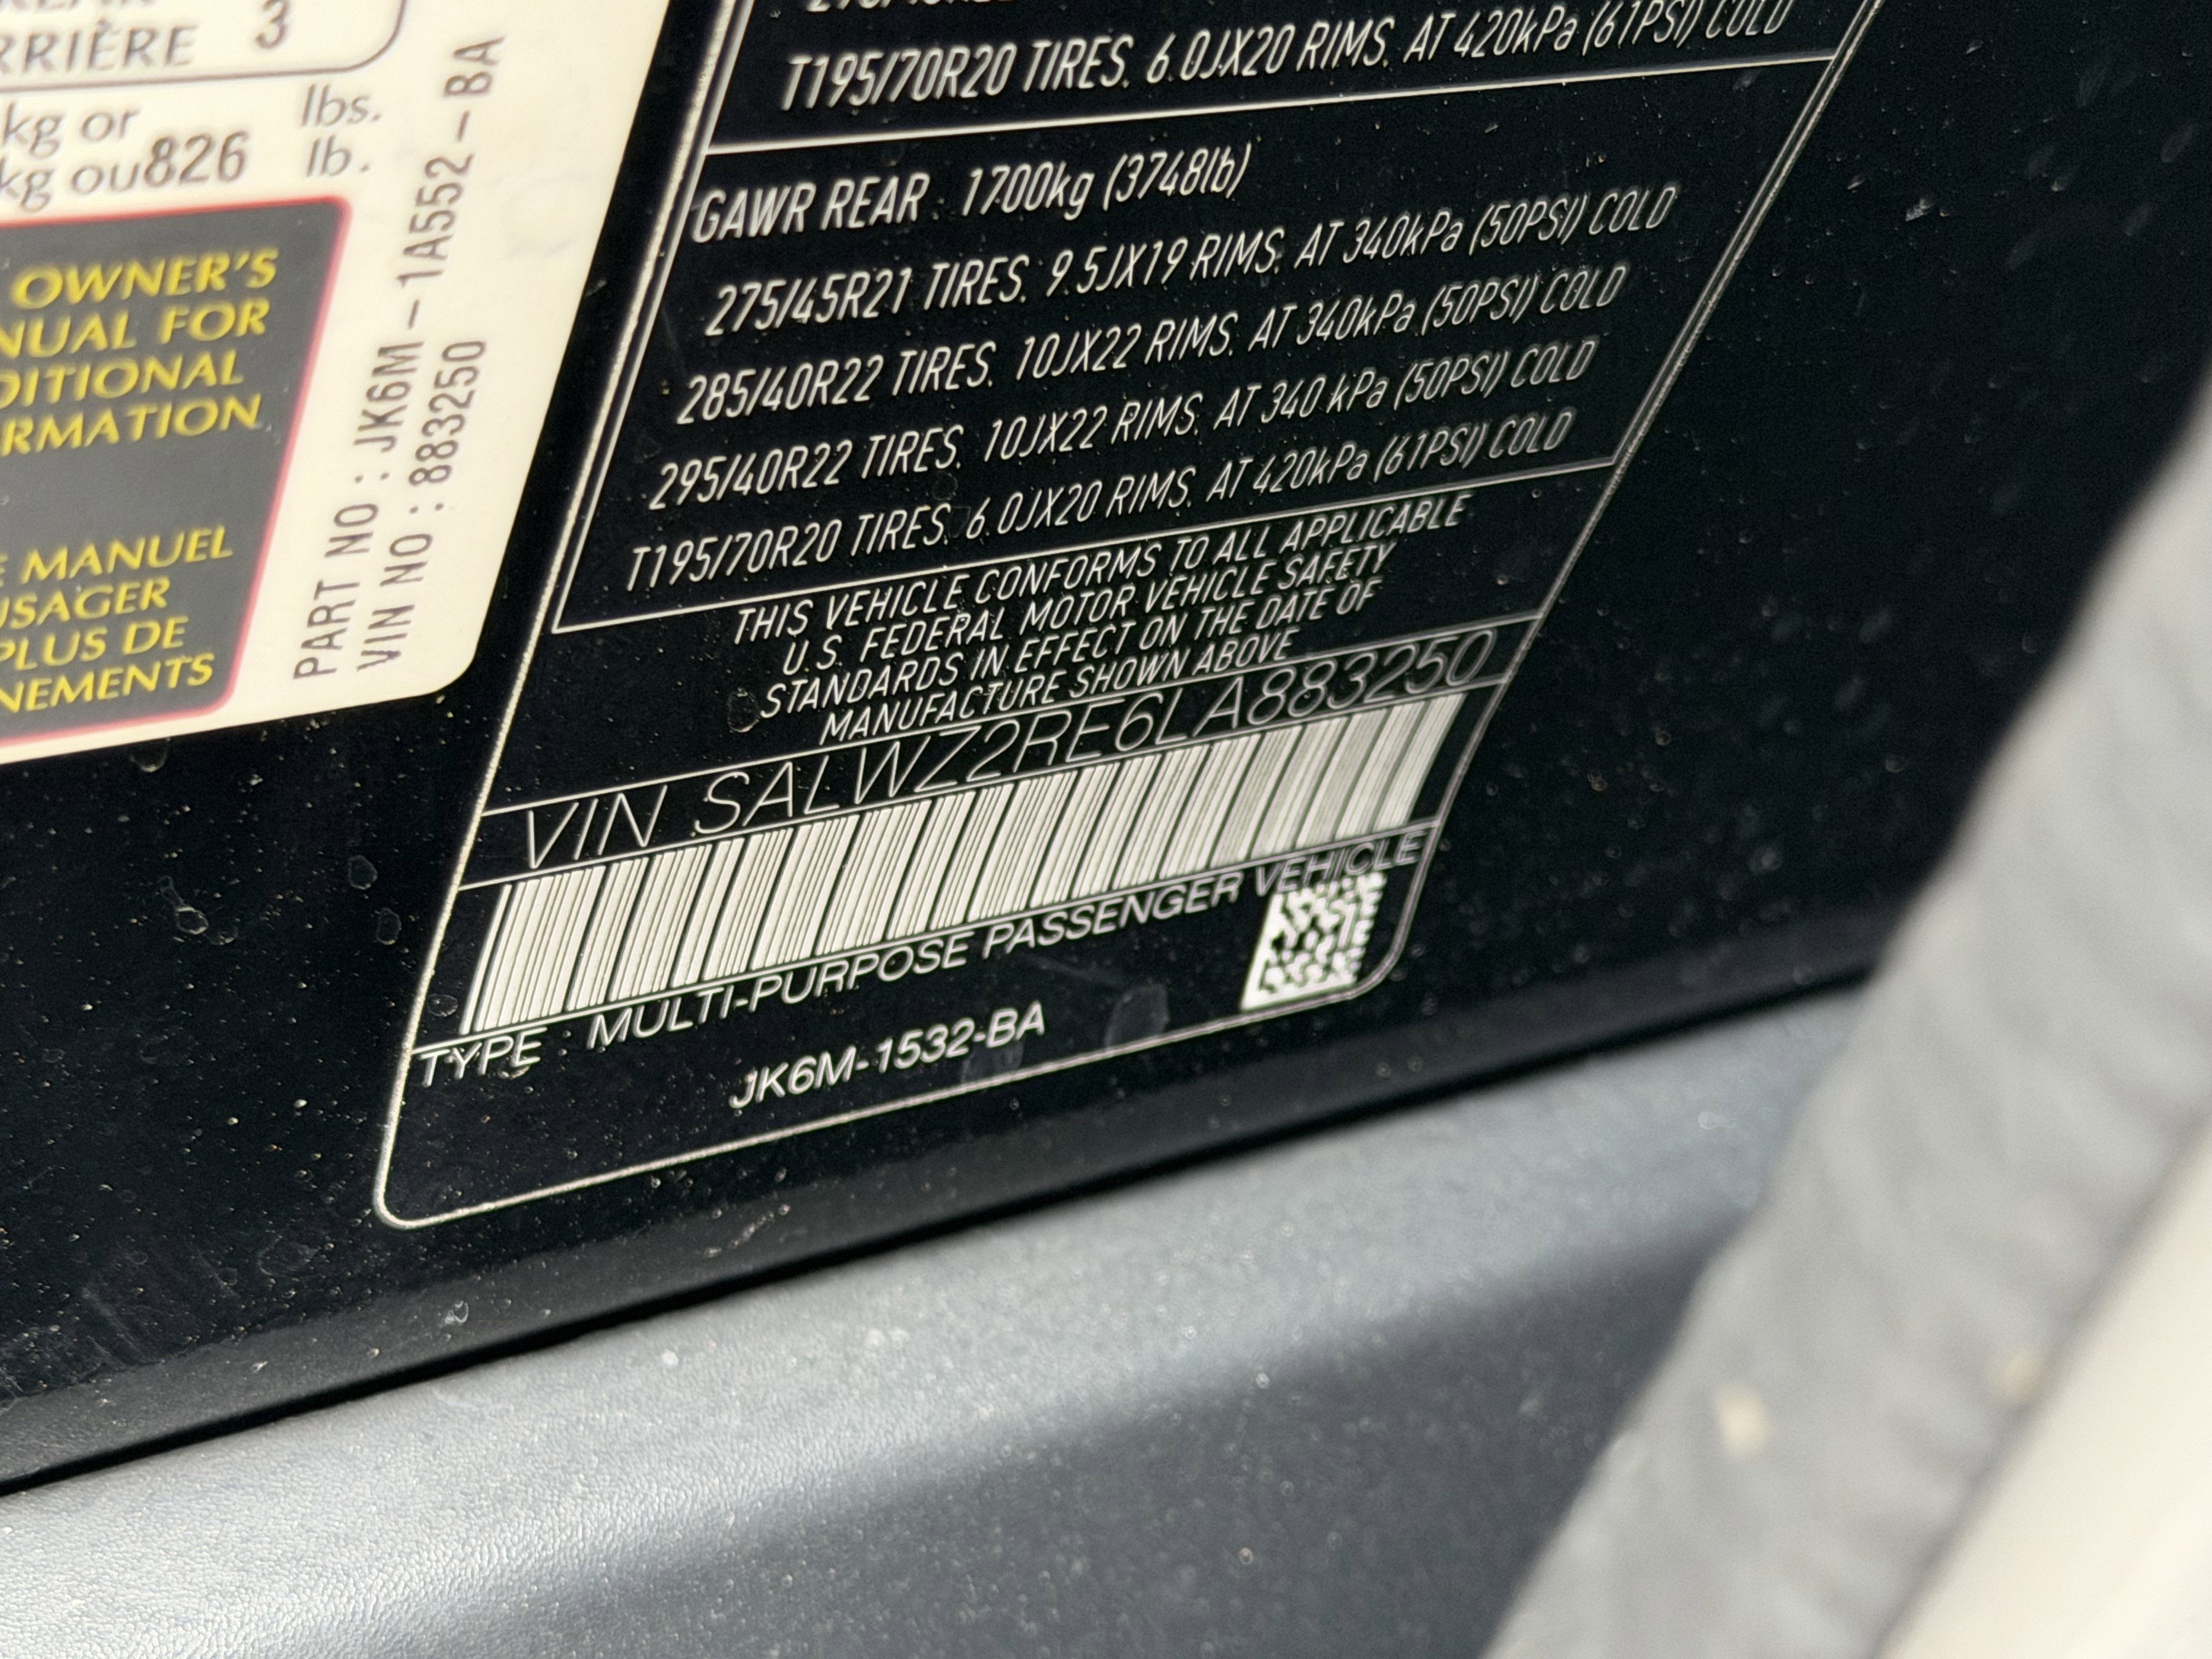 RRIÈRE 3
kg or lbs.
kg ou 826 lb.
OWNER'S
NUAL FOR
DITIONAL
RMATION
E MANUEL
USAGER
PLUS DE
NEMENTS
PART NO : JK6M-1A552-BA
VIN NO : 883250
T195/70R20 TIRES. 6.0JX20 RIMS. AT 420kPa (61PSI) COLD
GAWR REAR : 1700kg (3748lb)
275/45R21 TIRES. 9.5JX19 RIMS. AT 340kPa (50PSI) COLD
285/40R22 TIRES. 10JX22 RIMS. AT 340kPa (50PSI) COLD
295/40R22 TIRES. 10JX22 RIMS. AT 340 kPa (50PSI) COLD
T195/70R20 TIRES. 6.0JX20 RIMS. AT 420kPa (61PSI) COLD
THIS VEHICLE CONFORMS TO ALL APPLICABLE
U.S. FEDERAL MOTOR VEHICLE SAFETY
STANDARDS IN EFFECT ON THE DATE OF
MANUFACTURE SHOWN ABOVE
VIN SALWZ2RE6LA883250
TYPE : MULTI-PURPOSE PASSENGER VEHICLE
JK6M-1532-BA